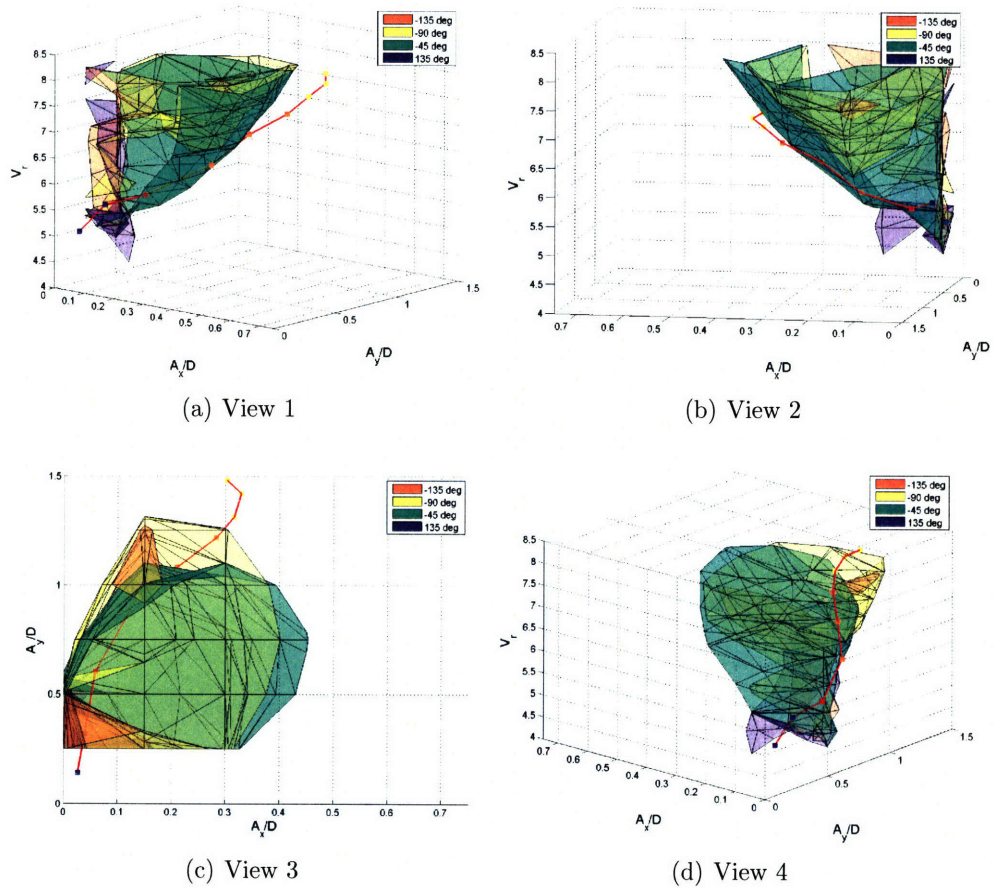 -135 deg
-90 deg
-45 deg
135 deg
8.5
8
7.5
7
6.5
6
5.5
5
4.5
4
V_r
0
0.1
0.2
0.3
0.4
0.5
0.6
0.7
0
0.5
1
1.5
A_x/D
A_y/D
(a) View 1
-135 deg
-90 deg
-45 deg
135 deg
8.5
8
7.5
7
6.5
6
5.5
5
4.5
4
V_r
0.7
0.6
0.5
0.4
0.3
0.2
0.1
0
0
0.5
1
1.5
A_x/D
A_y/D
(b) View 2
-135 deg
-90 deg
-45 deg
135 deg
1.5
1
0.5
0
A_y/D
0
0.1
0.2
0.3
0.4
0.5
0.6
0.7
A_x/D
(c) View 3
-135 deg
-90 deg
-45 deg
135 deg
8.5
8
7.5
7
6.5
6
5.5
5
4.5
4
V_r
0.7
0.6
0.5
0.4
0.3
0.2
0.1
0
0
0.5
1
1.5
A_x/D
A_y/D
(d) View 4